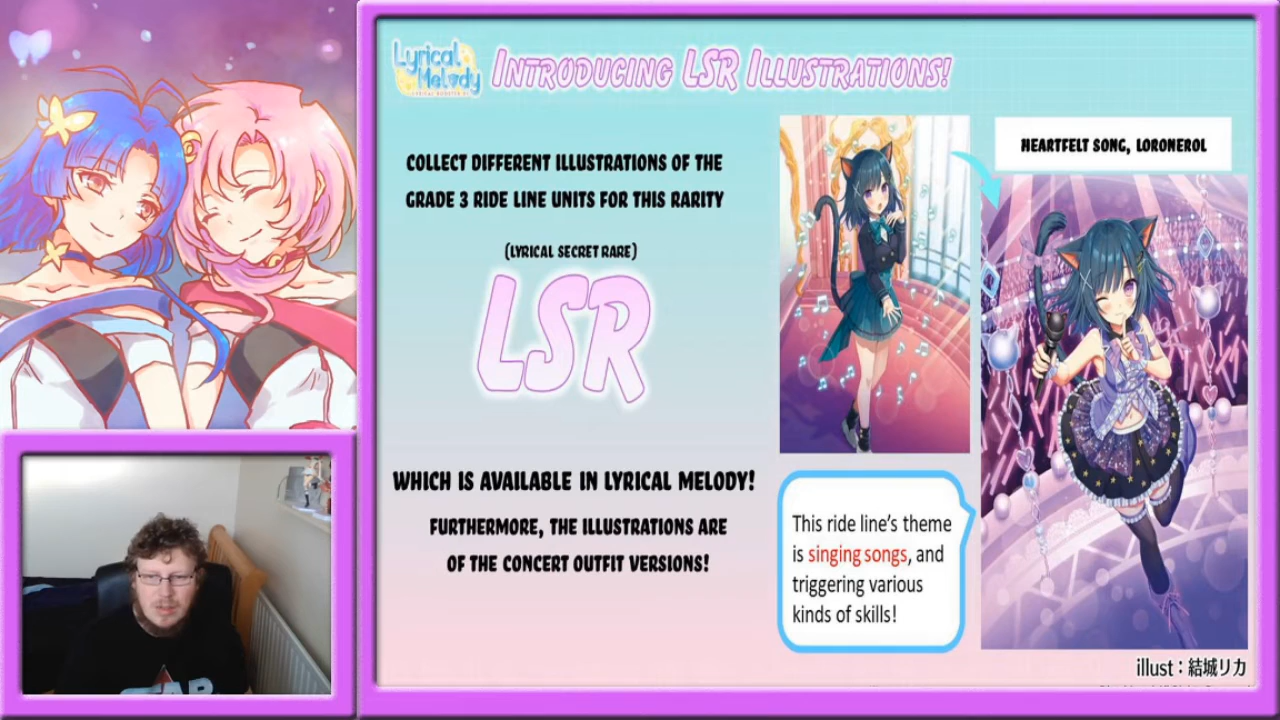 Lyrical Melody
INTRODUCING LSR ILLUSTRATIONS!
COLLECT DIFFERENT ILLUSTRATIONS OF THE
GRADE 3 RIDE LINE UNITS FOR THIS RARITY
(LYRICAL SECRET RARE)
LSR
WHICH IS AVAILABLE IN LYRICAL MELODY!
FURTHERMORE, THE ILLUSTRATIONS ARE
OF THE CONCERT OUTFIT VERSIONS!
HEARTFELT SONG, LORONEROL
This ride line's theme
is singing songs, and
triggering various
kinds of skills!
illust：結城リカ
STAR